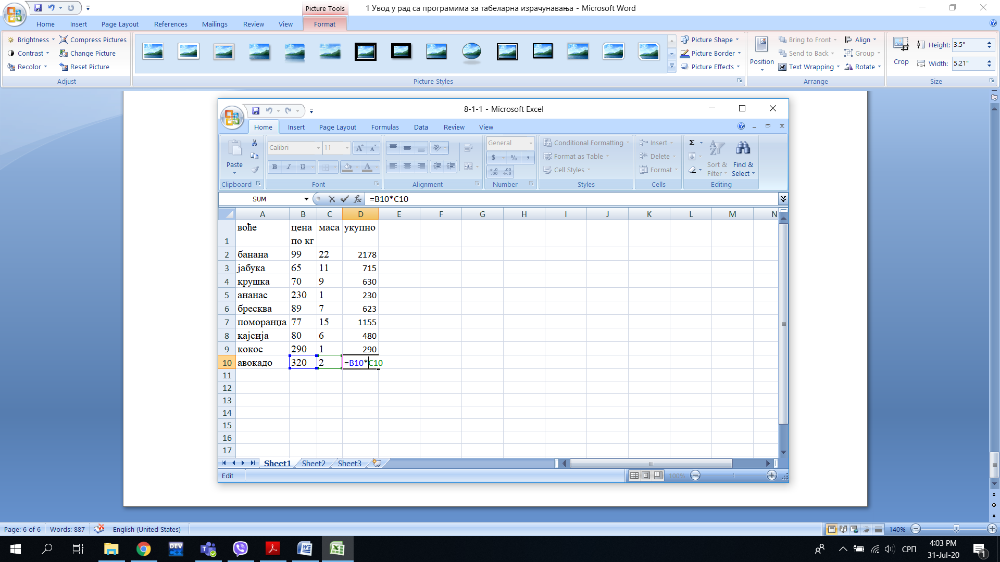 Picture Tools
1 Увод у рад са програмима за табеларна израчунавања - Microsoft Word
Home Insert Page Layout References Mailings Review View Format
Brightness Compress Pictures
Contrast Change Picture
Recolor Reset Picture
Adjust
Picture Styles
Picture Shape
Picture Border
Picture Effects
Position
Bring to Front
Send to Back
Text Wrapping
Align
Group
Rotate
Arrange
Crop
Height: 3.5"
Width: 5.21"
Size
8-1-1 - Microsoft Excel
Home Insert Page Layout Formulas Data Review View
Paste
Clipboard
Calibri 11
B I U
Font
Alignment
General
$ % ,
Number
Conditional Formatting
Format as Table
Cell Styles
Styles
Insert
Delete
Format
Cells
Σ
Sort & Filter
Find & Select
Editing
SUM fx =B10*C10
A B C D E F G H I J K L M N
1 воће цена по кг маса укупно
2 банана 99 22 2178
3 јабука 65 11 715
4 крушка 70 9 630
5 ананас 230 1 230
6 бресква 89 7 623
7 поморанџа 77 15 1155
8 кајсија 80 6 480
9 кокос 290 1 290
10 авокадо 320 2 =B10*C10
11
12
13
14
15
16
17
Sheet1 Sheet2 Sheet3
Edit 100%
Page: 6 of 6 Words: 887 English (United States) 140%
DEV
СРП
4:03 PM
31-Jul-20
1